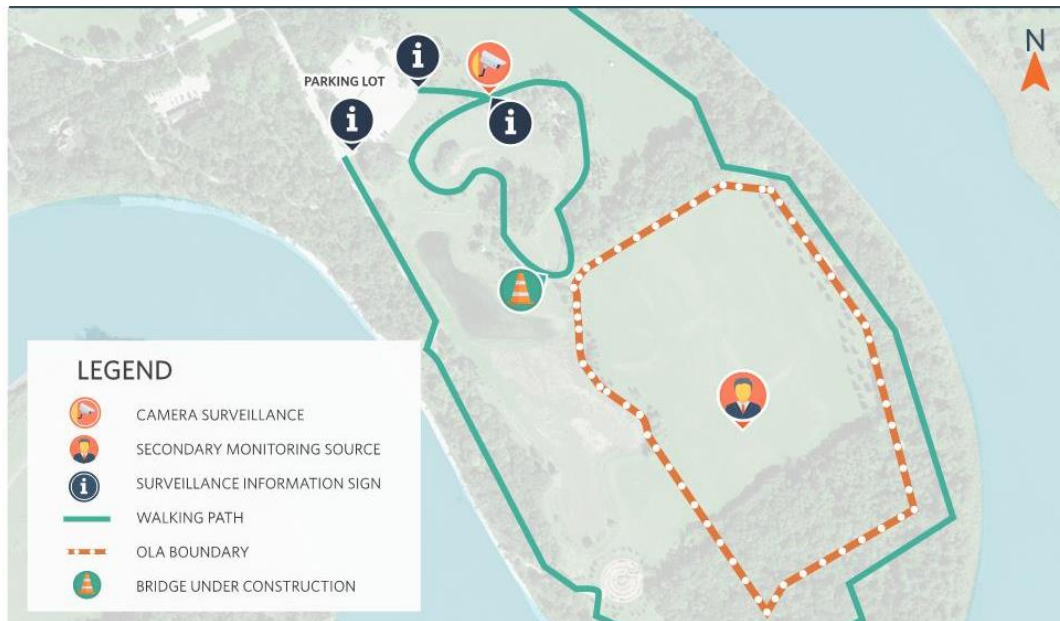 N
PARKING LOT
i
i
i
LEGEND
CAMERA SURVEILLANCE
SECONDARY MONITORING SOURCE
i
SURVEILLANCE INFORMATION SIGN
WALKING PATH
OLA BOUNDARY
BRIDGE UNDER CONSTRUCTION